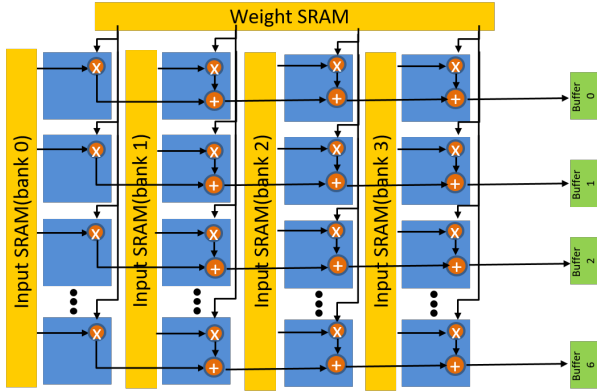 Weight SRAM
Input SRAM(bank 0)
Input SRAM(bank 1)
Input SRAM(bank 2)
Input SRAM(bank 3)
X X X X
+ + +
Buffer
0
X X X X
+ + +
Buffer
1
X X X X
+ + +
Buffer
2
X X X X
+ + +
Buffer
6